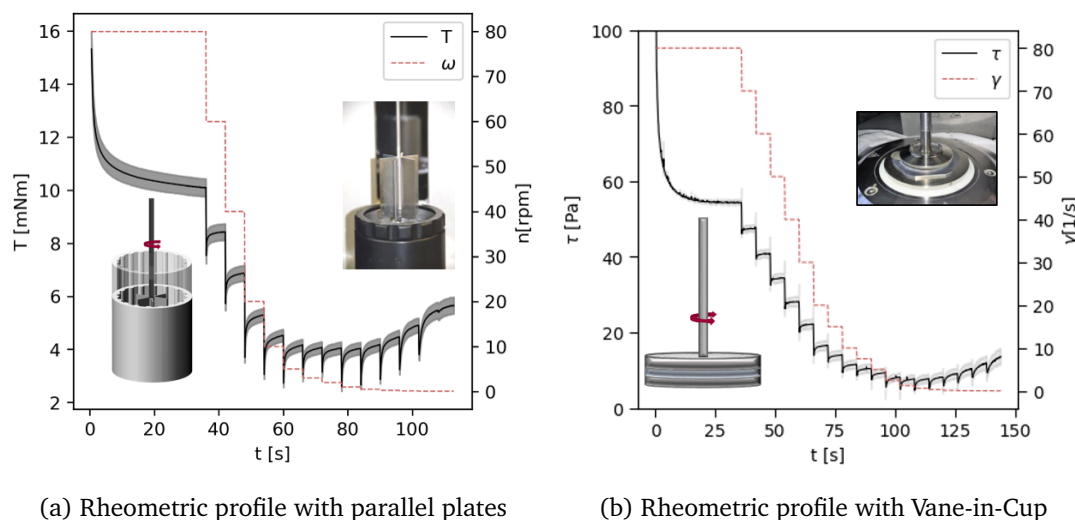 16
14
12
10
8
6
4
2
T [mNm]
0 20 40 60 80 100
t [s]
80
70
60
50
40
30
20
10
0
n[rpm]
T
ω
100
80
60
40
20
0
τ [Pa]
0 25 50 75 100 125 150
t [s]
80
70
60
50
40
30
20
10
0
γ[1/s]
τ
γ
(a) Rheometric profile with parallel plates
(b) Rheometric profile with Vane-in-Cup